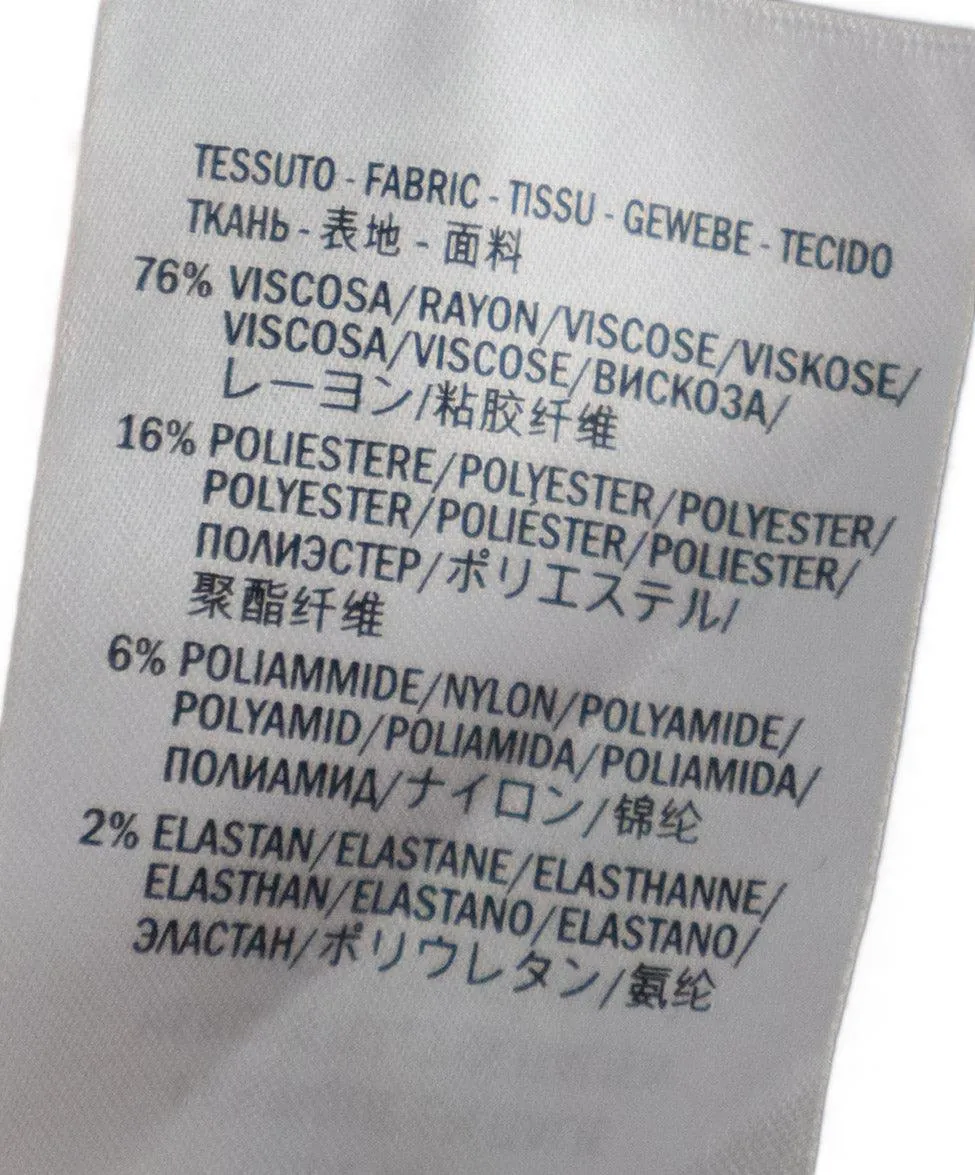 TESSUTO - FABRIC - TISSU - GEWEBE - TECIDO
ТКАНЬ - 表地 - 面料
76% VISCOSA/RAYON/VISCOSE/VISKOSE/
VISCOSA/VISCOSE/ВИСКОЗА/
レーヨン/粘胶纤维
16% POLIESTERE/POLYESTER/POLYESTER/
POLYESTER/POLIESTER/POLIESTER/
ПОЛИЭСТЕР/ポリエステル/
聚酯纤维
6% POLIAMMIDE/NYLON/POLYAMIDE/
POLYAMID/POLIAMIDA/POLIAMIDA/
ПОЛИАМИД/ナイロン/锦纶
2% ELASTAN/ELASTANE/ELASTHANNE/
ELASTHAN/ELASTANO/ELASTANO/
ЭЛАСТАН/ポリウレタン/氨纶